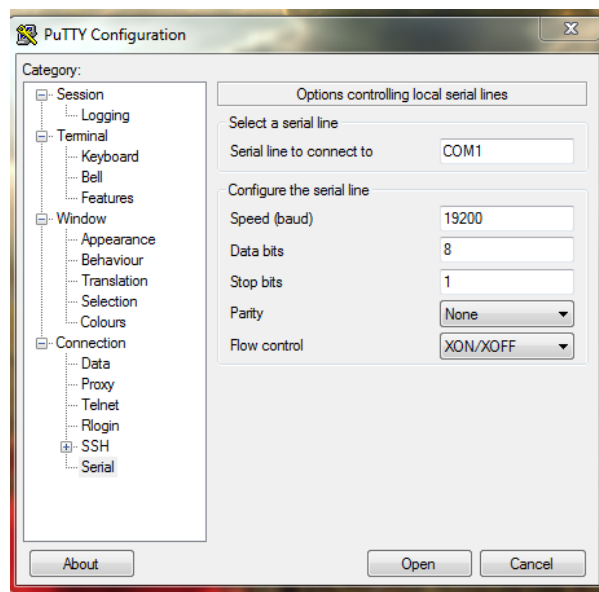 PuTTY Configuration
Category:
Session
Logging
Terminal
Keyboard
Bell
Features
Window
Appearance
Behaviour
Translation
Selection
Colours
Connection
Data
Proxy
Telnet
Rlogin
SSH
Serial
Options controlling local serial lines
Select a serial line
Serial line to connect to COM1
Configure the serial line
Speed (baud) 19200
Data bits 8
Stop bits 1
Parity None
Flow control XON/XOFF
About Open Cancel